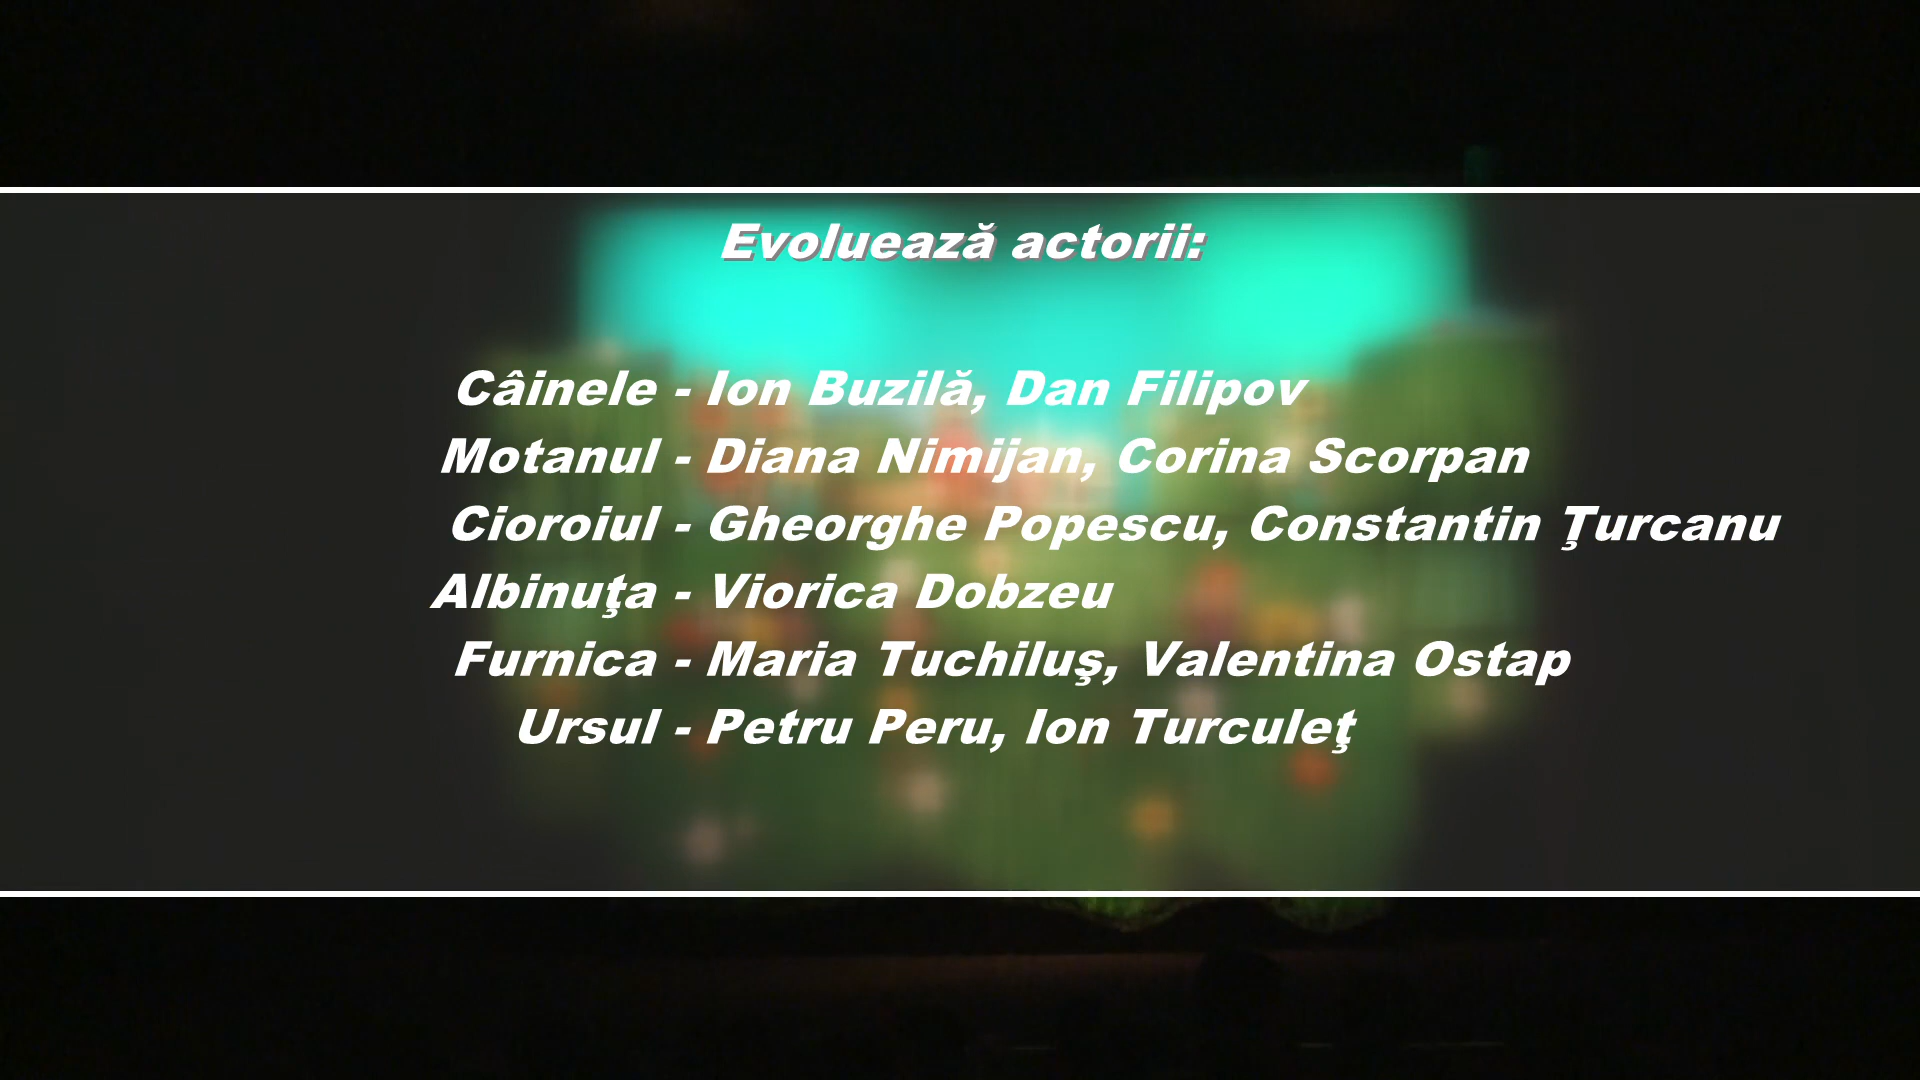 Evoluează actorii:
Câinele - Ion Buzilă, Dan Filipov
Motanul - Diana Nimijan, Corina Scorpan
Cioroiul - Gheorghe Popescu, Constantin Ţurcanu
Albinuţa - Viorica Dobzeu
Furnica - Maria Tuchiluş, Valentina Ostap
Ursul - Petru Peru, Ion Turculeţ